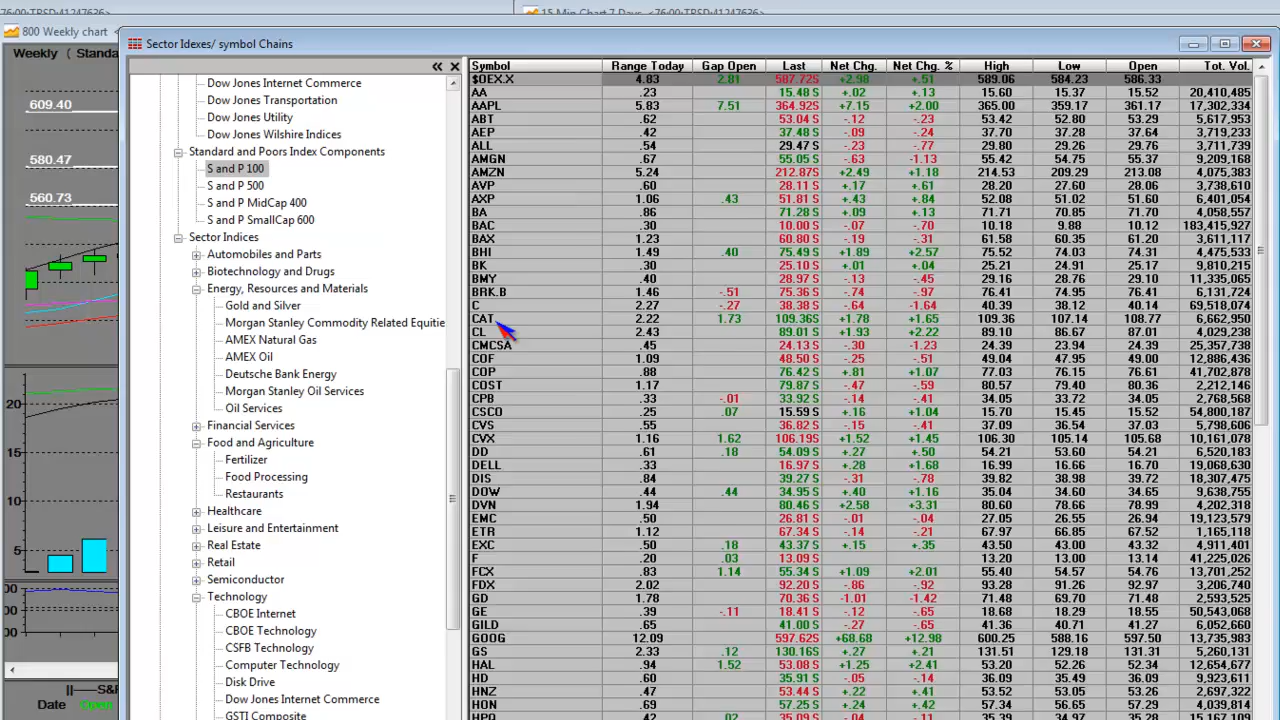 76:00:TRSD:41247636>
15 Min Chart 7 Days <76:00:TRSD:41247636>
800 Weekly chart <
Sector Idexes/ symbol Chains
Weekly ( Standa
609.40
580.47
560.73
20
15
10
5
00
00
00
||—S&
Date Open
Dow Jones Internet Commerce
Dow Jones Transportation
Dow Jones Utility
Dow Jones Wilshire Indices
Standard and Poors Index Components
S and P 100
S and P 500
S and P MidCap 400
S and P SmallCap 600
Sector Indices
Automobiles and Parts
Biotechnology and Drugs
Energy, Resources and Materials
Gold and Silver
Morgan Stanley Commodity Related Equitie
AMEX Natural Gas
AMEX Oil
Deutsche Bank Energy
Morgan Stanley Oil Services
Oil Services
Financial Services
Food and Agriculture
Fertilizer
Food Processing
Restaurants
Healthcare
Leisure and Entertainment
Real Estate
Retail
Semiconductor
Technology
CBOE Internet
CBOE Technology
CSFB Technology
Computer Technology
Disk Drive
Dow Jones Internet Commerce
GSTI Composite
Symbol Range Today Gap Open Last Net Chg. Net Chg. % High Low Open Tot. Vol.
$OEX.X 4.83 2.81 587.72S +2.98 +.51 589.06 584.23 586.33
AA .23 15.48 S +.02 +.13 15.60 15.37 15.52 20,410,485
AAPL 5.83 7.51 364.92S +7.15 +2.00 365.00 359.17 361.17 17,302,334
ABT .62 53.04 S -.12 -.23 53.42 52.80 53.29 5,617,953
AEP .42 37.48 S -.09 -.24 37.70 37.28 37.64 3,719,233
ALL .54 29.47 S -.23 -.77 29.80 29.26 29.76 3,711,739
AMGN .67 55.05 S -.63 -1.13 55.42 54.75 55.37 9,209,168
AMZN 5.24 212.87S +2.49 +1.18 214.53 209.29 213.08 4,075,383
AVP .60 28.11 S +.17 +.61 28.20 27.60 28.06 3,738,610
AXP 1.06 .43 51.81 S +.43 +.84 52.08 51.02 51.60 6,401,054
BA .86 71.28 S +.09 +.13 71.71 70.85 71.70 4,058,557
BAC .30 10.00 S -.07 -.70 10.18 9.88 10.12 183,415,927
BAX 1.23 60.80 S -.19 -.31 61.58 60.35 61.20 3,611,117
BHI 1.49 .40 75.49 S +1.89 +2.57 75.52 74.03 74.31 4,475,533
BK .30 25.10 S +.01 +.04 25.21 24.91 25.17 9,810,215
BMY .40 28.97 S -.13 -.45 29.16 28.76 29.10 11,335,065
BRK.B 1.46 -.51 75.36 S -.74 -.97 76.41 74.95 76.41 6,131,724
C 2.27 -.27 38.38 S -.64 -1.64 40.39 38.12 40.14 69,518,074
CAT 2.22 1.73 109.36S +1.78 +1.65 109.36 107.14 108.77 6,662,950
CL 2.43 89.01 S +1.93 +2.22 89.10 86.67 87.01 4,029,238
CMCSA .45 24.13 S -.30 -1.23 24.39 23.94 24.39 25,357,738
COF 1.09 48.50 S -.25 -.51 49.04 47.95 49.00 12,886,436
COP .88 76.42 S +.81 +1.07 77.03 76.15 76.61 41,702,878
COST 1.17 79.87 S -.47 -.59 80.57 79.40 80.36 2,212,146
CPB .33 -.01 33.92 S -.14 -.41 34.05 33.72 34.05 2,768,568
CSCO .25 .07 15.59 S +.16 +1.04 15.70 15.45 15.52 54,800,187
CVS .55 36.82 S -.15 -.41 37.09 36.54 37.03 5,798,606
CVX 1.16 1.62 106.19S +1.52 +1.45 106.30 105.14 105.68 10,161,078
DD .61 .18 54.09 S +.27 +.50 54.21 53.60 54.21 6,520,183
DELL .33 16.97 S +.28 +1.68 16.99 16.66 16.70 19,068,630
DIS .84 39.27 S -.31 -.78 39.82 38.98 39.72 18,307,475
DOW .44 .44 34.95 S +.40 +1.16 35.04 34.60 34.65 9,638,755
DVN 1.94 80.46 S +2.58 +3.31 80.60 78.66 78.99 4,202,318
EMC .50 26.81 S -.01 -.04 27.05 26.55 26.94 19,123,579
ETR 1.12 67.34 S -.14 -.21 67.97 66.85 67.52 1,165,118
EXC .50 .18 43.37 S +.15 +.35 43.50 43.00 43.32 4,911,401
F .20 .03 13.09 S 13.20 13.00 13.14 41,225,026
FCX .83 1.14 55.34 S +1.09 +2.01 55.40 54.57 54.76 13,701,752
FDX 2.02 92.20 S -.86 -.92 93.28 91.26 92.97 3,206,740
GD 1.78 70.36 S -1.01 -1.42 71.48 69.70 71.48 2,593,525
GE .39 -.11 18.41 S -.12 -.65 18.68 18.29 18.55 50,543,068
GILD .65 41.00 S -.27 -.65 41.36 40.71 41.27 6,052,660
GOOG 12.09 597.62S +68.68 +12.98 600.25 588.16 597.50 13,735,983
GS 2.33 .12 130.16S +.27 +.21 131.51 129.18 131.51 5,260,131
HAL .94 1.52 53.08 S +1.25 +2.41 53.20 52.26 52.34 12,654,677
HD .60 35.91 S -.05 -.14 36.09 35.49 36.09 9,923,611
HNZ .47 53.44 S +.22 +.41 53.52 53.05 53.05 2,697,322
HON .69 57.25 S +.24 +.42 57.50 56.81 57.40 4,039,814
HPQ .42 .02 35.09 S -.04 -.11